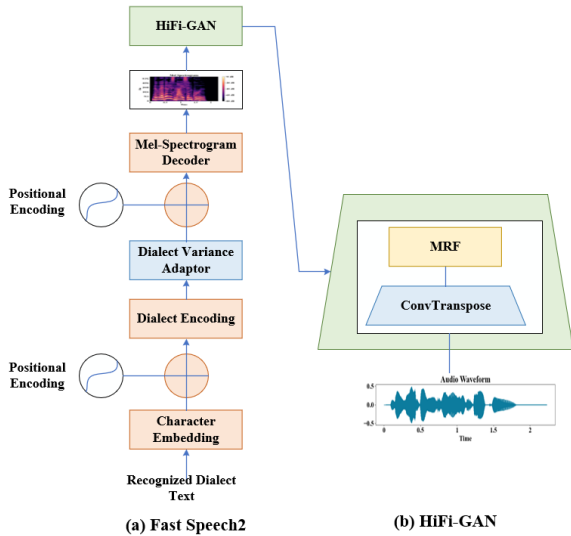 HiFi-GAN
Mel-Spectrogram
Decoder
Positional
Encoding
Dialect Variance
Adaptor
Dialect Encoding
Positional
Encoding
Character
Embedding
Recognized Dialect
Text
(a) Fast Speech2
MRF
ConvTranspose
Audio Waveform
0.5
0.0
−0.5
0 0.5 1 1.5 2
Time
(b) HiFi-GAN